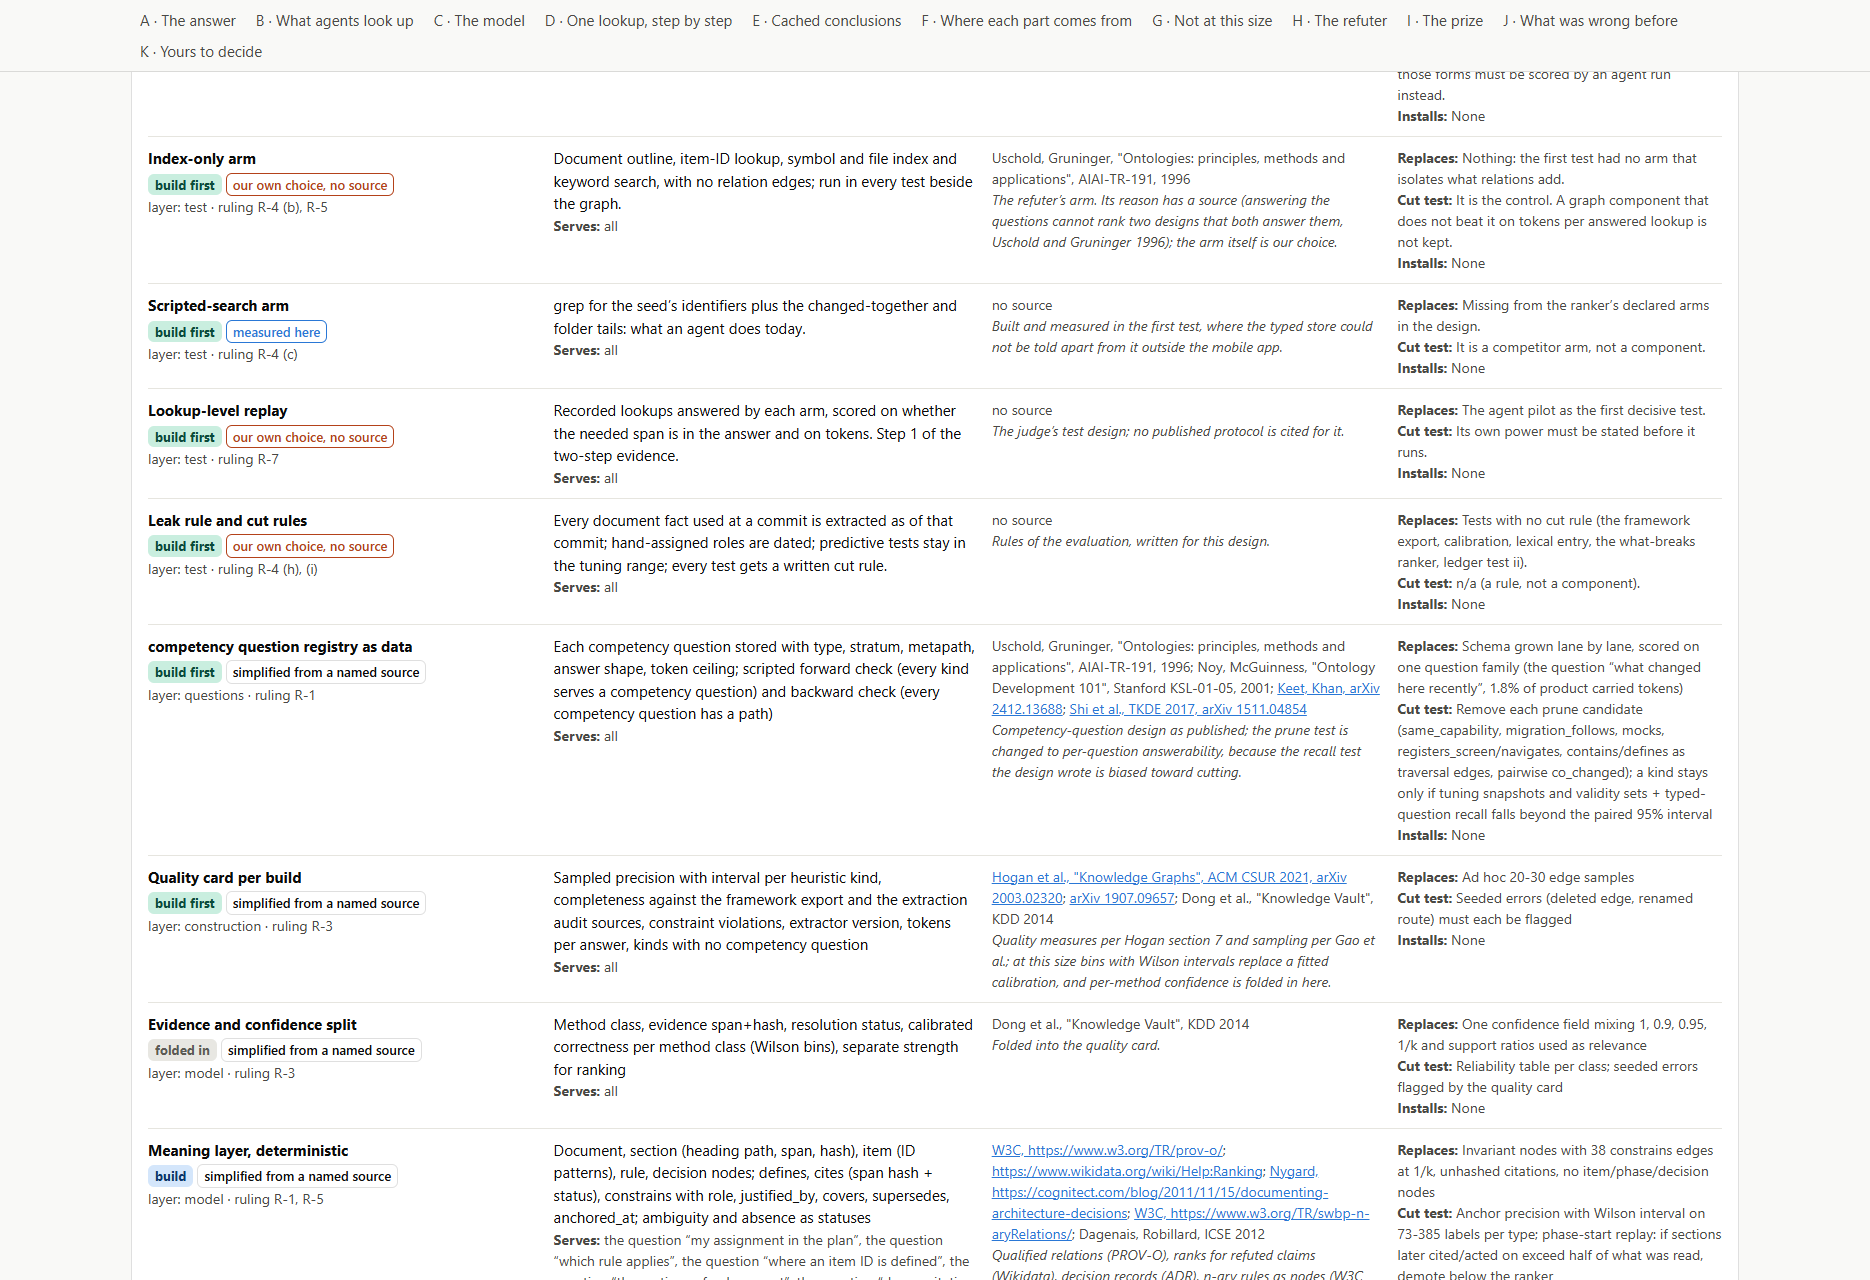 A · The answer B · What agents look up C · The model D · One lookup, step by step E · Cached conclusions F · Where each part comes from G · Not at this size H · The refuter I · The prize J · What was wrong before
K · Yours to decide
those forms must be scored by an agent run
instead.
Installs: None
Index-only arm
build first our own choice, no source
layer: test · ruling R-4 (b), R-5
Document outline, item-ID lookup, symbol and file index and
keyword search, with no relation edges; run in every test beside
the graph.
Serves: all
Uschold, Gruninger, "Ontologies: principles, methods and
applications", AIAI-TR-191, 1996
The refuter’s arm. Its reason has a source (answering the
questions cannot rank two designs that both answer them,
Uschold and Gruninger 1996); the arm itself is our choice.
Replaces: Nothing: the first test had no arm that
isolates what relations add.
Cut test: It is the control. A graph component that
does not beat it on tokens per answered lookup is
not kept.
Installs: None
Scripted-search arm
build first measured here
layer: test · ruling R-4 (c)
grep for the seed’s identifiers plus the changed-together and
folder tails: what an agent does today.
Serves: all
no source
Built and measured in the first test, where the typed store could
not be told apart from it outside the mobile app.
Replaces: Missing from the ranker’s declared arms
in the design.
Cut test: It is a competitor arm, not a component.
Installs: None
Lookup-level replay
build first our own choice, no source
layer: test · ruling R-7
Recorded lookups answered by each arm, scored on whether
the needed span is in the answer and on tokens. Step 1 of the
two-step evidence.
Serves: all
no source
The judge’s test design; no published protocol is cited for it.
Replaces: The agent pilot as the first decisive test.
Cut test: Its own power must be stated before it
runs.
Installs: None
Leak rule and cut rules
build first our own choice, no source
layer: test · ruling R-4 (h), (i)
Every document fact used at a commit is extracted as of that
commit; hand-assigned roles are dated; predictive tests stay in
the tuning range; every test gets a written cut rule.
Serves: all
no source
Rules of the evaluation, written for this design.
Replaces: Tests with no cut rule (the framework
export, calibration, lexical entry, the what-breaks
ranker, ledger test ii).
Cut test: n/a (a rule, not a component).
Installs: None
competency question registry as data
build first simplified from a named source
layer: questions · ruling R-1
Each competency question stored with type, stratum, metapath,
answer shape, token ceiling; scripted forward check (every kind
serves a competency question) and backward check (every
competency question has a path)
Serves: all
Uschold, Gruninger, "Ontologies: principles, methods and
applications", AIAI-TR-191, 1996; Noy, McGuinness, "Ontology
Development 101", Stanford KSL-01-05, 2001; Keet, Khan, arXiv
2412.13688; Shi et al., TKDE 2017, arXiv 1511.04854
Competency-question design as published; the prune test is
changed to per-question answerability, because the recall test
the design wrote is biased toward cutting.
Replaces: Schema grown lane by lane, scored on
one question family (the question “what changed
here recently”, 1.8% of product carried tokens)
Cut test: Remove each prune candidate
(same_capability, migration_follows, mocks,
registers_screen/navigates, contains/defines as
traversal edges, pairwise co_changed); a kind stays
only if tuning snapshots and validity sets + typed-
question recall falls beyond the paired 95% interval
Installs: None
Quality card per build
build first simplified from a named source
layer: construction · ruling R-3
Sampled precision with interval per heuristic kind,
completeness against the framework export and the extraction
audit sources, constraint violations, extractor version, tokens
per answer, kinds with no competency question
Serves: all
Hogan et al., "Knowledge Graphs", ACM CSUR 2021, arXiv
2003.02320; arXiv 1907.09657; Dong et al., "Knowledge Vault",
KDD 2014
Quality measures per Hogan section 7 and sampling per Gao et
al.; at this size bins with Wilson intervals replace a fitted
calibration, and per-method confidence is folded in here.
Replaces: Ad hoc 20-30 edge samples
Cut test: Seeded errors (deleted edge, renamed
route) must each be flagged
Installs: None
Evidence and confidence split
folded in simplified from a named source
layer: model · ruling R-3
Method class, evidence span+hash, resolution status, calibrated
correctness per method class (Wilson bins), separate strength
for ranking
Serves: all
Dong et al., "Knowledge Vault", KDD 2014
Folded into the quality card.
Replaces: One confidence field mixing 1, 0.9, 0.95,
1/k and support ratios used as relevance
Cut test: Reliability table per class; seeded errors
flagged by the quality card
Installs: None
Meaning layer, deterministic
build simplified from a named source
layer: model · ruling R-1, R-5
Document, section (heading path, span, hash), item (ID
patterns), rule, decision nodes; defines, cites (span hash +
status), constrains with role, justified_by, covers, supersedes,
anchored_at; ambiguity and absence as statuses
Serves: the question “my assignment in the plan”, the question
“which rule applies”, the question “where an item ID is defined”, the
W3C, https://www.w3.org/TR/prov-o/;
https://www.wikidata.org/wiki/Help:Ranking; Nygard,
https://cognitect.com/blog/2011/11/15/documenting-
architecture-decisions; W3C, https://www.w3.org/TR/swbp-n-
aryRelations/; Dagenais, Robillard, ICSE 2012
Qualified relations (PROV-O), ranks for refuted claims
(Wikidata), decision records (ADR), n-ary rules as nodes (W3C
Replaces: Invariant nodes with 38 constrains edges
at 1/k, unhashed citations, no item/phase/decision
nodes
Cut test: Anchor precision with Wilson interval on
73-385 labels per type; phase-start replay: if sections
later cited/acted on exceed half of what was read,
demote below the ranker